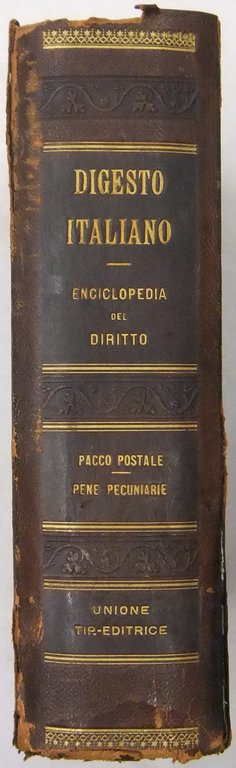 DIGESTO
ITALIANO
ENCICLOPEDIA
DEL
DIRITTO
PACCO POSTALE
PENE PECUNIARIE
UNIONE
TIP.-EDITRICE